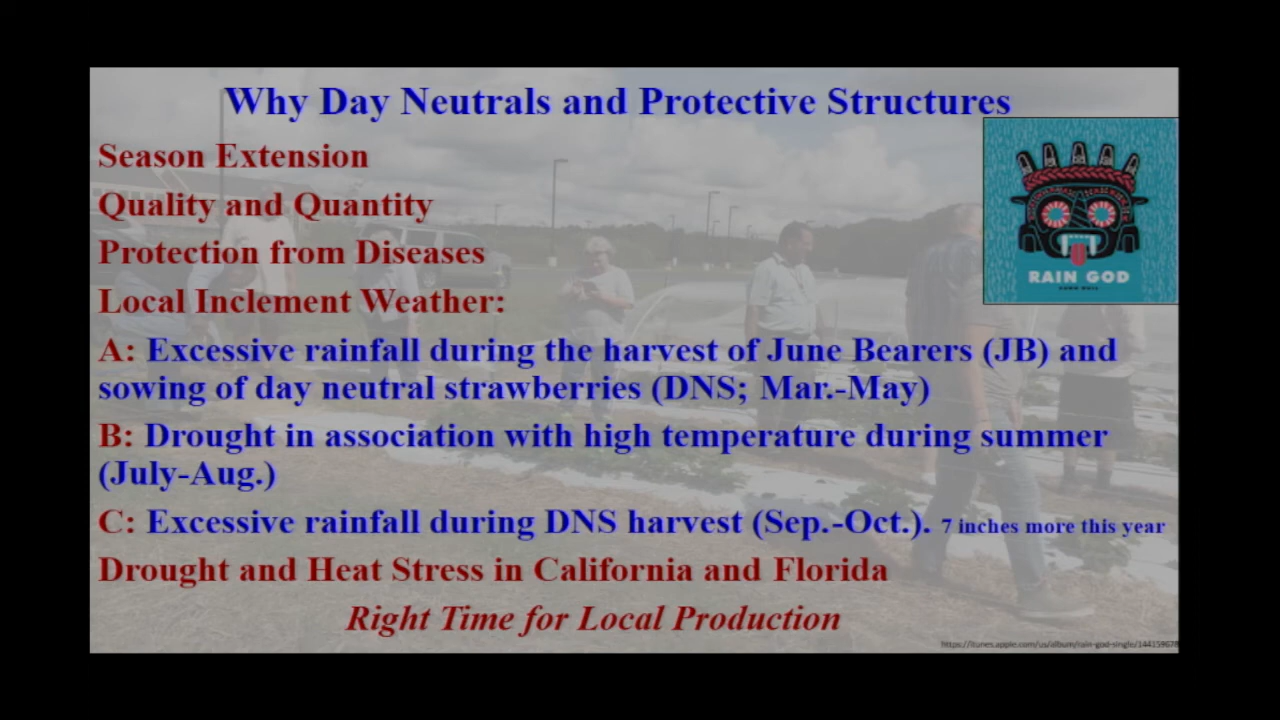 Why Day Neutrals and Protective Structures
Season Extension
Quality and Quantity
Protection from Diseases
Local Inclement Weather:
RAIN GOD
A: Excessive rainfall during the harvest of June Bearers (JB) and
sowing of day neutral strawberries (DNS; Mar.-May)
B: Drought in association with high temperature during summer
(July-Aug.)
C: Excessive rainfall during DNS harvest (Sep.-Oct.). 7 inches more this year
Drought and Heat Stress in California and Florida
Right Time for Local Production